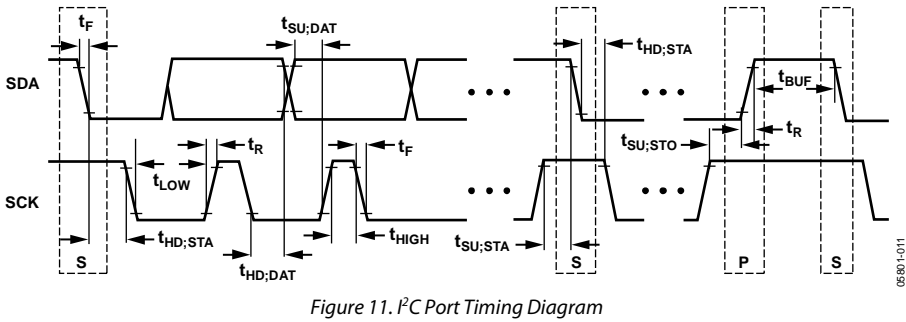 tF
tSU;DAT
tHD;STA
SDA
tBUF
tR
tF
tSU;STO
tR
tLOW
SCK
tHD;STA
tHD;DAT
tHIGH
tSU;STA
S
S
P
S
05801-011
Figure 11. I²C Port Timing Diagram